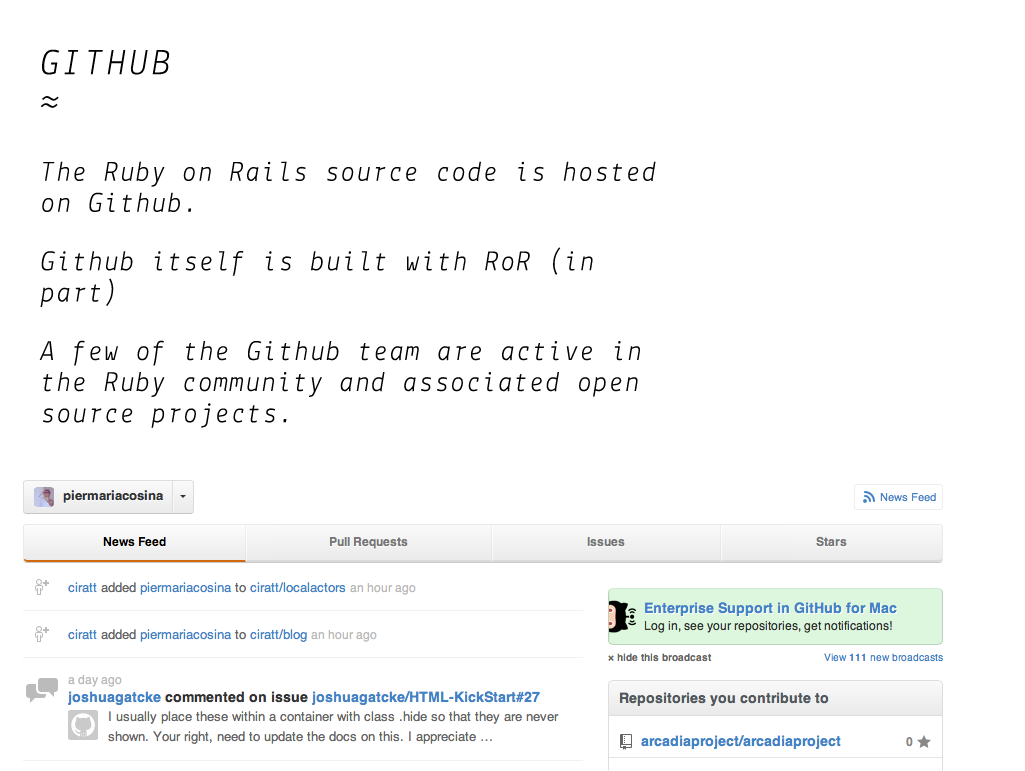 GITHUB
≈
The Ruby on Rails source code is hosted
on Github.
Github itself is built with RoR (in
part)
A few of the Github team are active in
the Ruby community and associated open
source projects.
piermariacosina
News Feed
News Feed Pull Requests Issues Stars
ciratt added piermariacosina to ciratt/localactors an hour ago
ciratt added piermariacosina to ciratt/blog an hour ago
a day ago
joshuagatcke commented on issue joshuagatcke/HTML-KickStart#27
I usually place these within a container with class .hide so that they are never
shown. Your right, need to update the docs on this. I appreciate …
Enterprise Support in GitHub for Mac
Log in, see your repositories, get notifications!
× hide this broadcast View 111 new broadcasts
Repositories you contribute to
arcadiaproject/arcadiaproject 0 ★